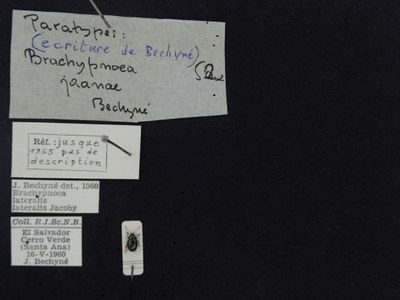 Paratypes:
(ecriture de Bechyné)
Brachypnoea
jaanae
Bechyné
Réf.: jusque
1965 pas de
description
J. Bechyné det., 1960
Brachypnoea
lateralis
lateralis Jacoby
Coll. R.I.Sc.N.B.
El Salvador
Cerro Verde
(Santa Ana)
16-V-1960
J. Bechyné